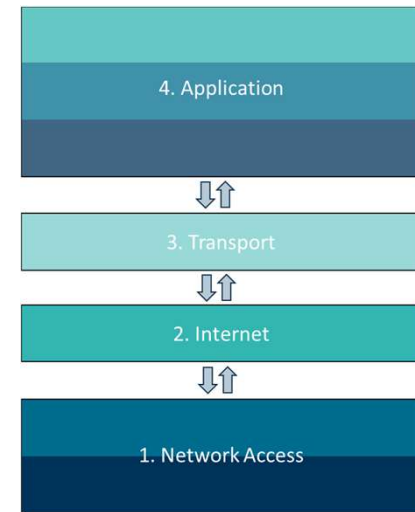 4. Application
3. Transport
2. Internet
1. Network Access